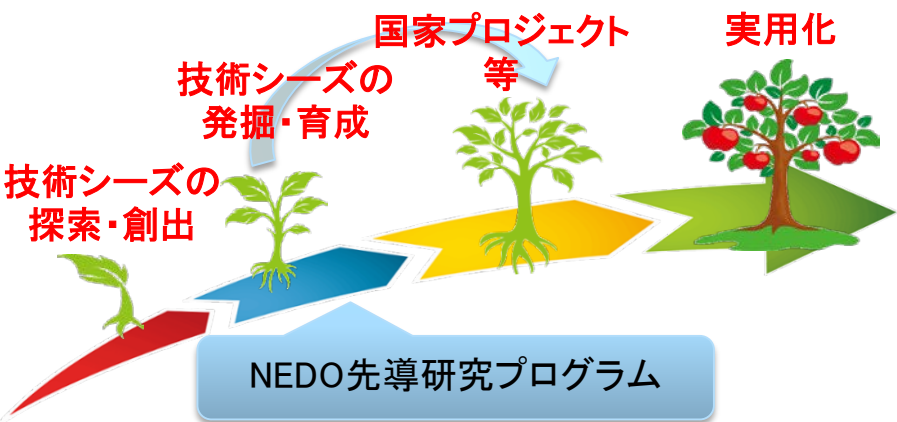 技術シーズの
探索・創出
技術シーズの
発掘・育成
国家プロジェクト
等
実用化
NEDO先導研究プログラム